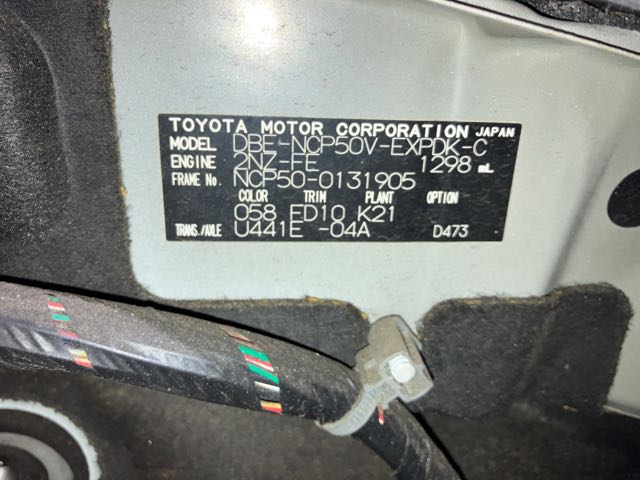 TOYOTA MOTOR CORPORATION JAPAN
MODEL DBE-NCP50V-EXPDK-C
ENGINE 2NZ-FE 1298 mL
FRAME No. NCP50-0131905
COLOR TRIM PLANT OPTION
058 ED10 K21
TRANS./AXLE U441E -04A D473